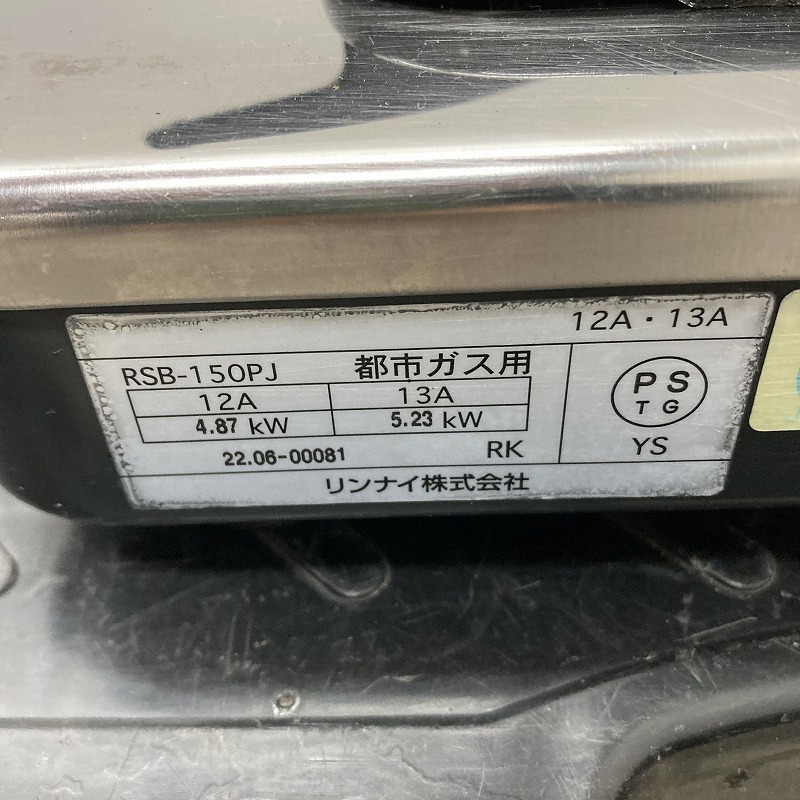 12A・13A
RSB-150PJ 都市ガス用
12A 13A
4.87 kW 5.23 kW
22.06-00081 RK
リンナイ株式会社
PS
TG
YS